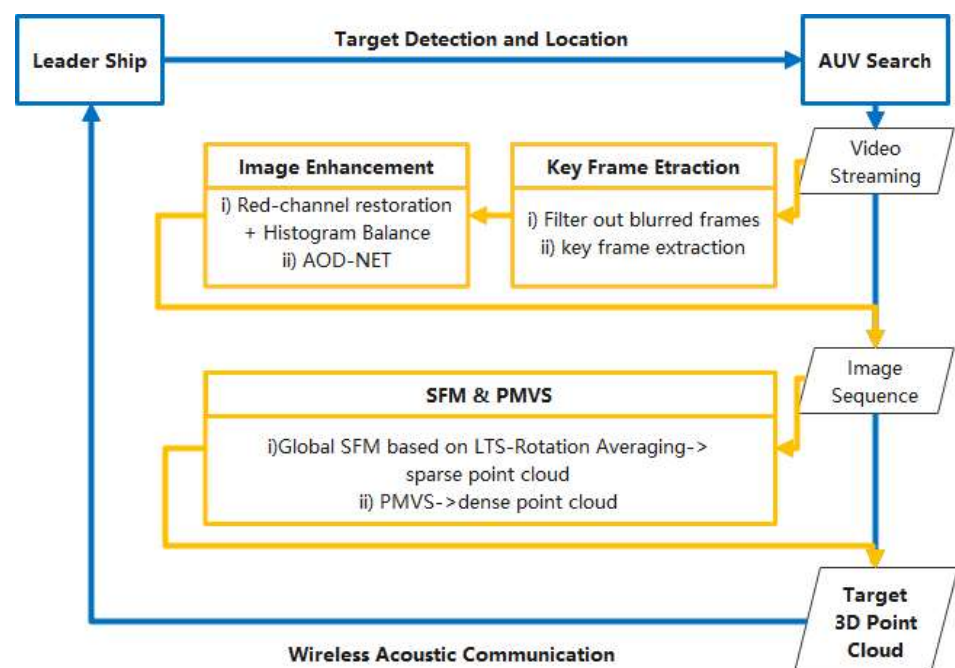 Target Detection and Location
Leader Ship
AUV Search
Video
Streaming
Image Enhancement
i) Red-channel restoration
+ Histogram Balance
ii) AOD-NET
Key Frame Etraction
i) Filter out blurred frames
ii) key frame extraction
Image
Sequence
SFM & PMVS
i)Global SFM based on LTS-Rotation Averaging->
sparse point cloud
ii) PMVS->dense point cloud
Target
3D Point
Cloud
Wireless Acoustic Communication